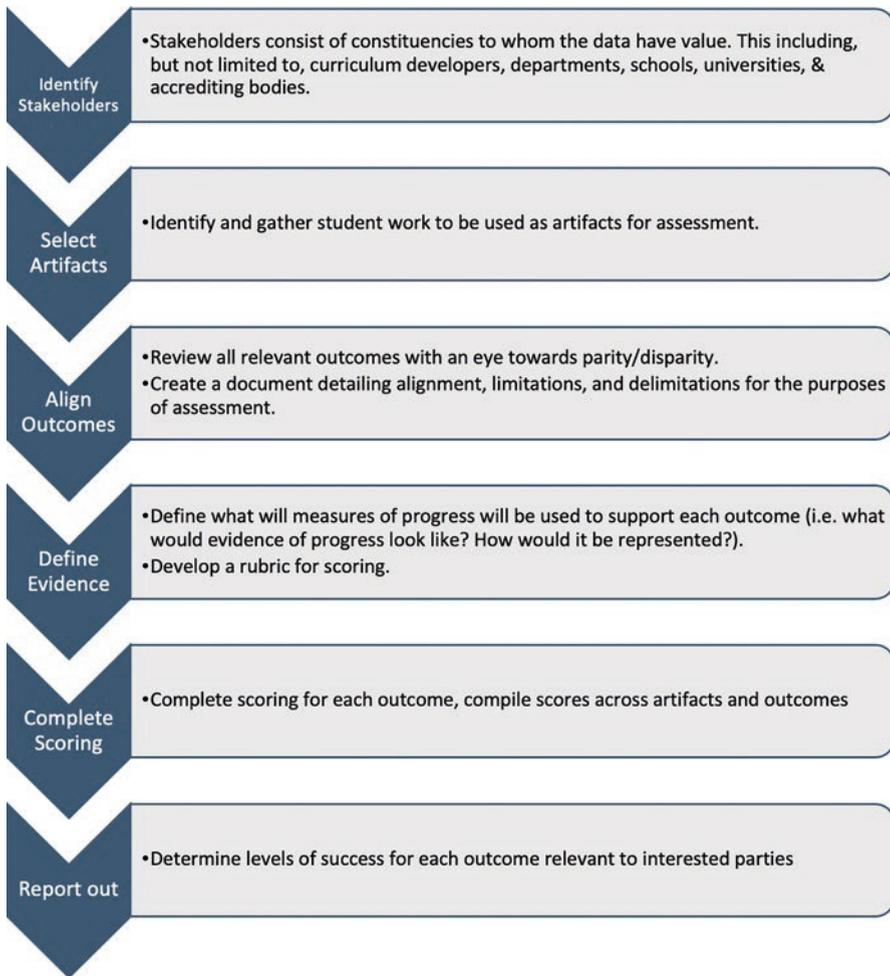 Identify
Stakeholders
•Stakeholders consist of constituencies to whom the data have value. This including,
but not limited to, curriculum developers, departments, schools, universities, &
accrediting bodies.
Select
Artifacts
•Identify and gather student work to be used as artifacts for assessment.
Align
Outcomes
•Review all relevant outcomes with an eye towards parity/disparity.
•Create a document detailing alignment, limitations, and delimitations for the purposes
of assessment.
Define
Evidence
•Define what will measures of progress will be used to support each outcome (i.e. what
would evidence of progress look like? How would it be represented?).
•Develop a rubric for scoring.
Complete
Scoring
•Complete scoring for each outcome, compile scores across artifacts and outcomes
Report out
•Determine levels of success for each outcome relevant to interested parties